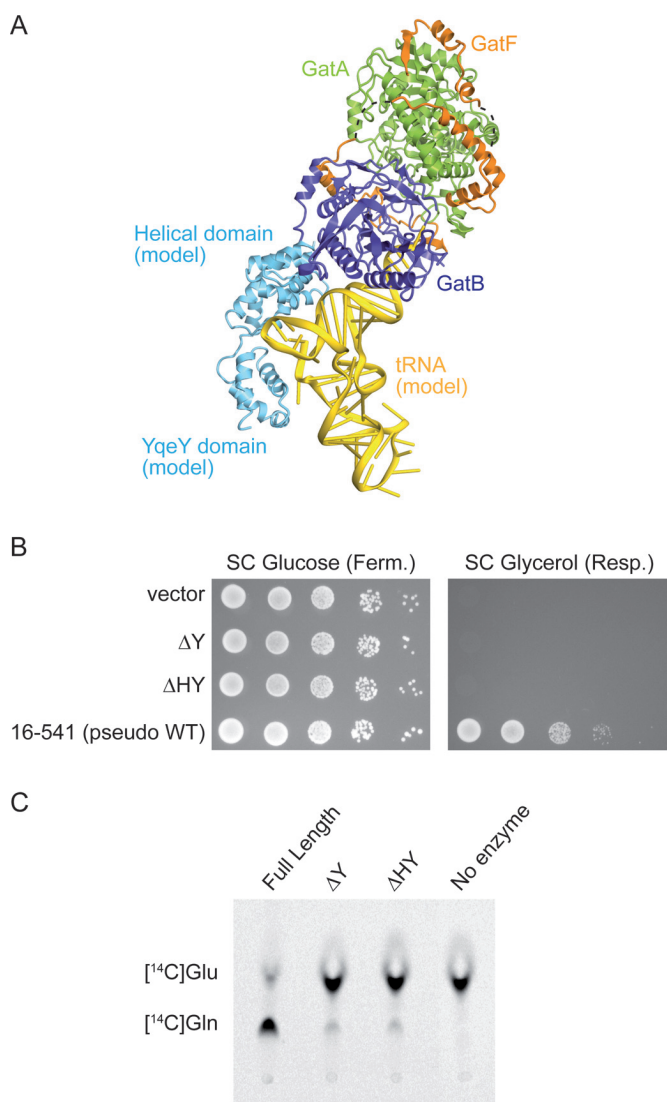 A
GatF
GatA
Helical domain
(model)
GatB
tRNA
(model)
YqeY domain
(model)
B
SC Glucose (Ferm.)
SC Glycerol (Resp.)
vector
ΔY
ΔHY
16-541 (pseudo WT)
C
Full Length
ΔY
ΔHY
No enzyme
[¹⁴C]Glu
[¹⁴C]Gln